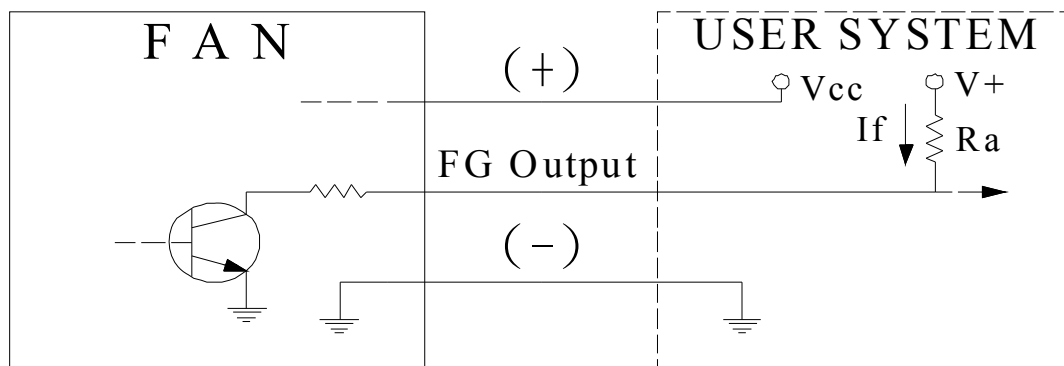 FAN
USER SYSTEM
(+)
Vcc
V+
If
Ra
FG Output
(-)